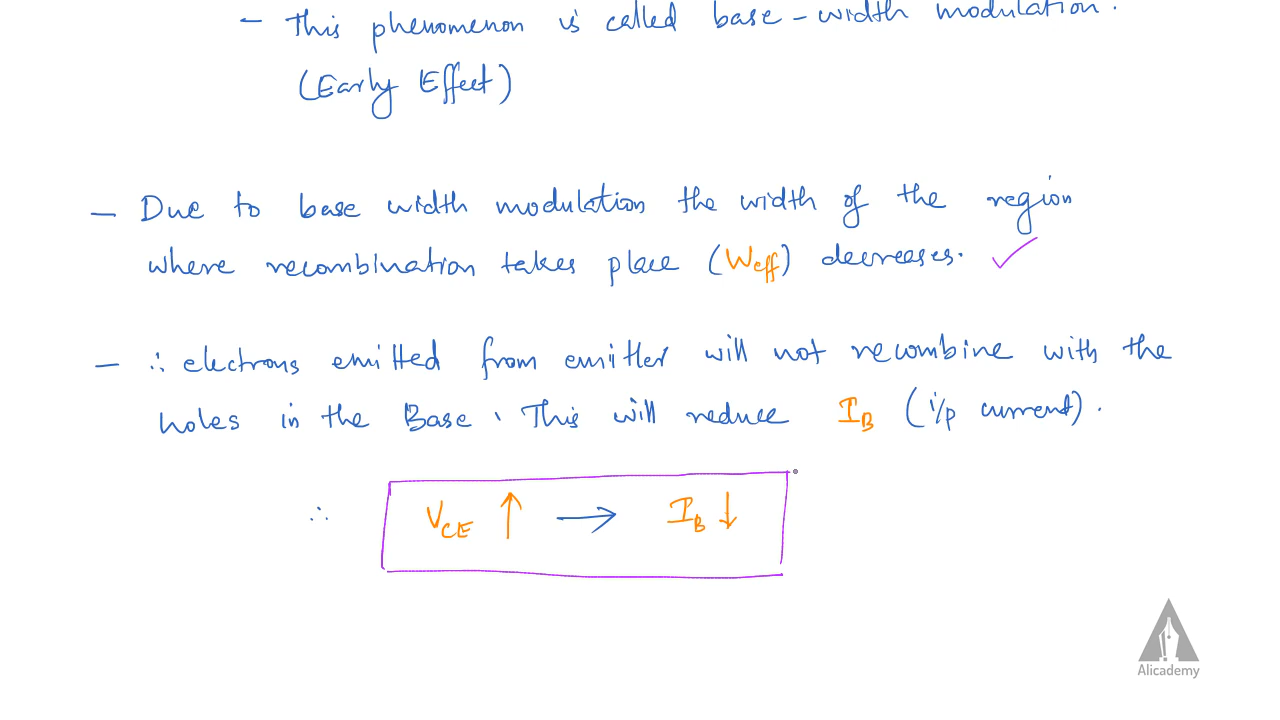 - This phenomenon is called base-width modulation.
(Early Effect)
- Due to base width modulation the width of the region
where recombination takes place (Weff) decreases.
- ∴ electrons emitted from emitter will not recombine with the
holes in the Base. This will reduce IB (i/p current).
∴ VCE ↑ → IB ↓
Alicademy